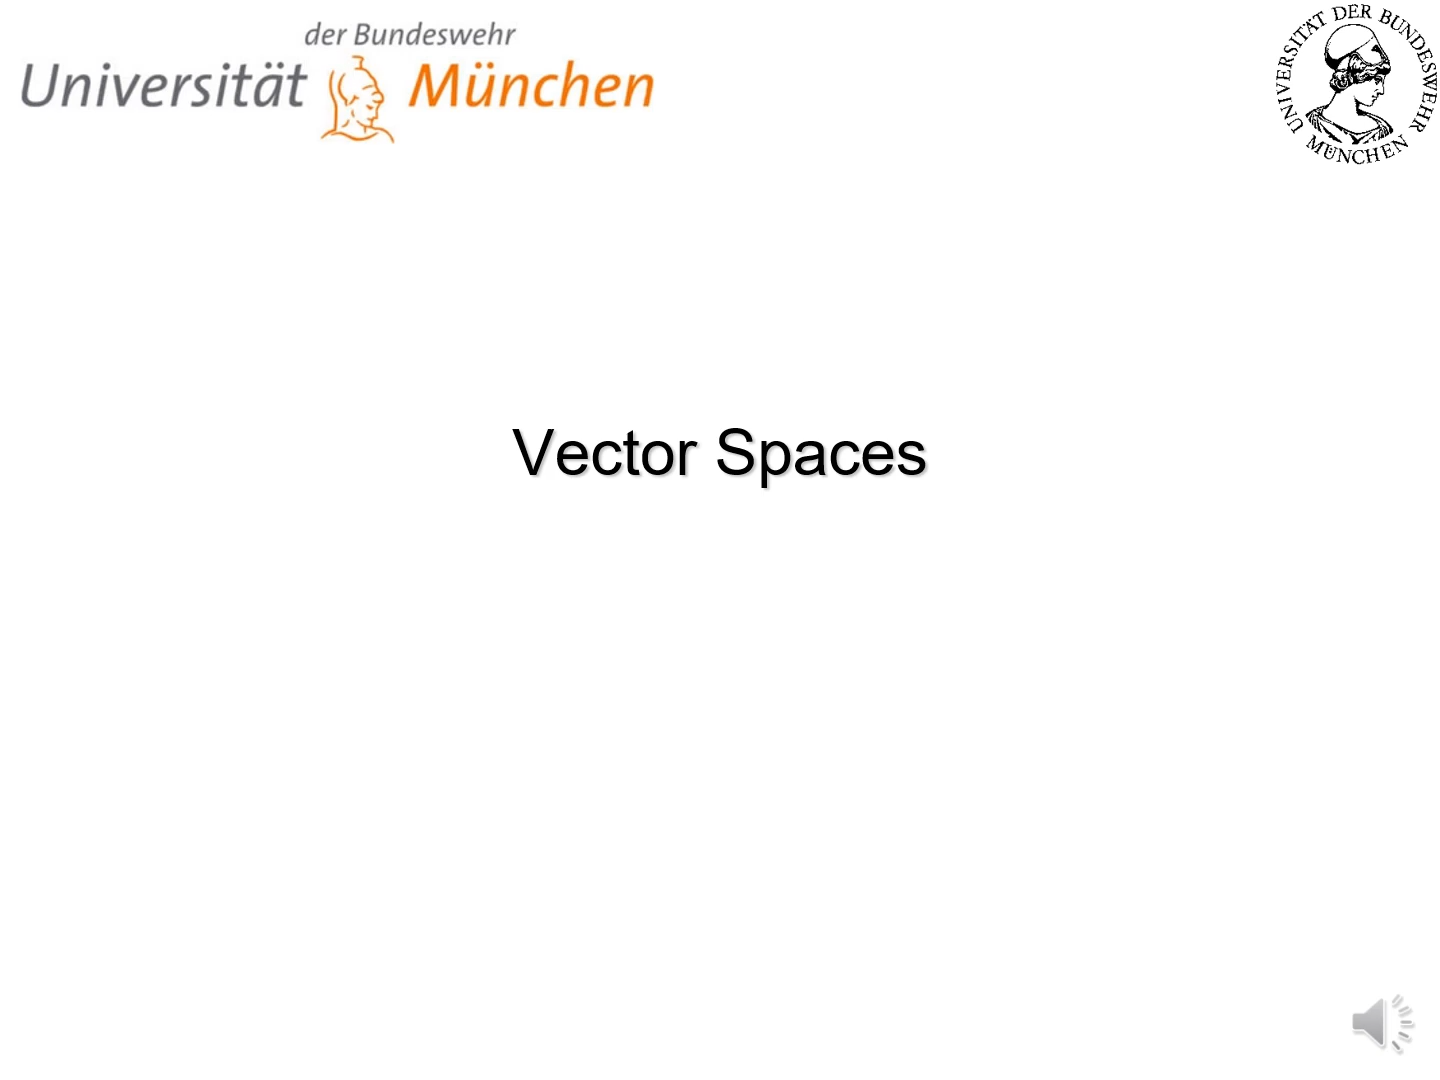 der Bundeswehr
Universität München
UNIVERSITÄT DER BUNDESWEHR
MÜNCHEN
Vector Spaces